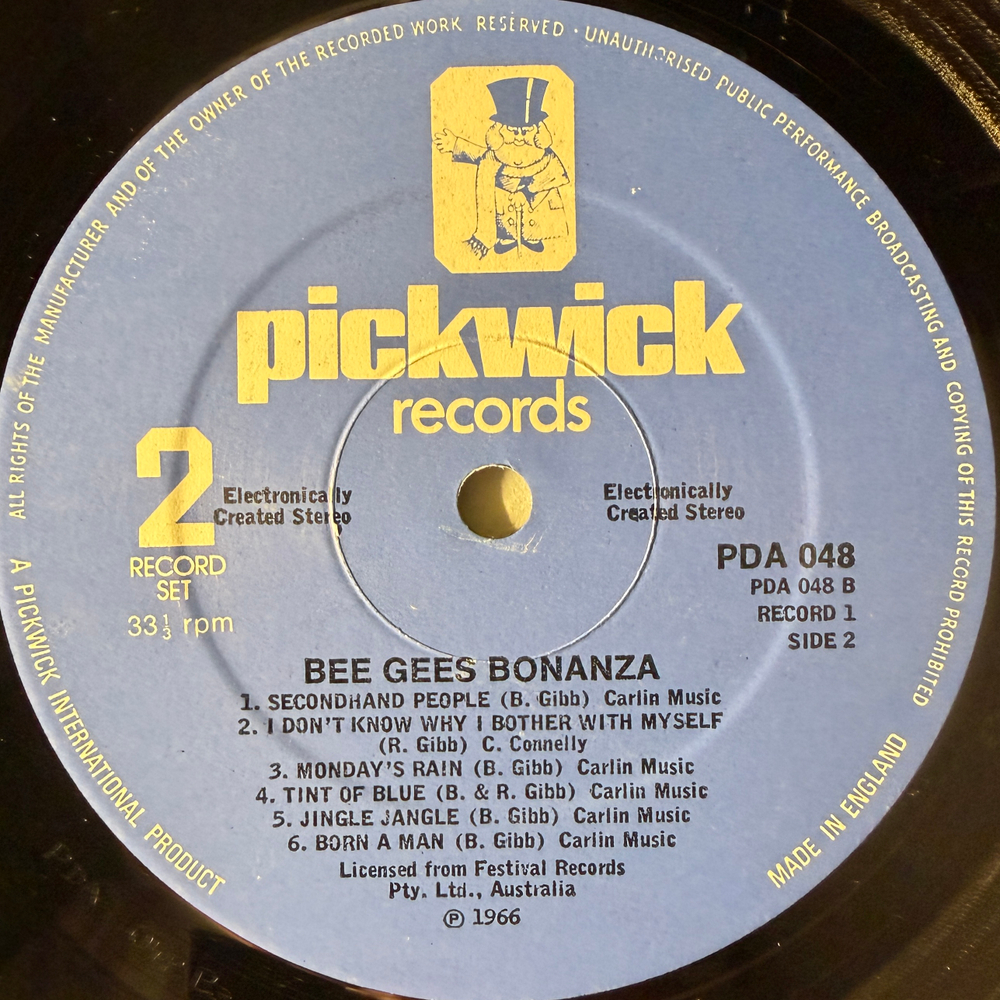 ALL RIGHTS OF THE MANUFACTURER AND OF THE OWNER OF THE RECORDED WORK RESERVED · UNAUTHORISED PUBLIC PERFORMANCE BROADCASTING AND COPYING OF THIS RECORD PROHIBITED
pickwick
records
2
RECORD
SET
33⅓ rpm
Electronically
Created Stereo
Electronically
Created Stereo
PDA 048
PDA 048 B
RECORD 1
SIDE 2
BEE GEES BONANZA
1. SECONDHAND PEOPLE (B. Gibb) Carlin Music
2. I DON'T KNOW WHY I BOTHER WITH MYSELF
(R. Gibb) C. Connelly
3. MONDAY'S RAIN (B. Gibb) Carlin Music
4. TINT OF BLUE (B. & R. Gibb) Carlin Music
5. JINGLE JANGLE (B. Gibb) Carlin Music
6. BORN A MAN (B. Gibb) Carlin Music
Licensed from Festival Records
Pty. Ltd., Australia
℗ 1966
A PICKWICK INTERNATIONAL PRODUCT
MADE IN ENGLAND